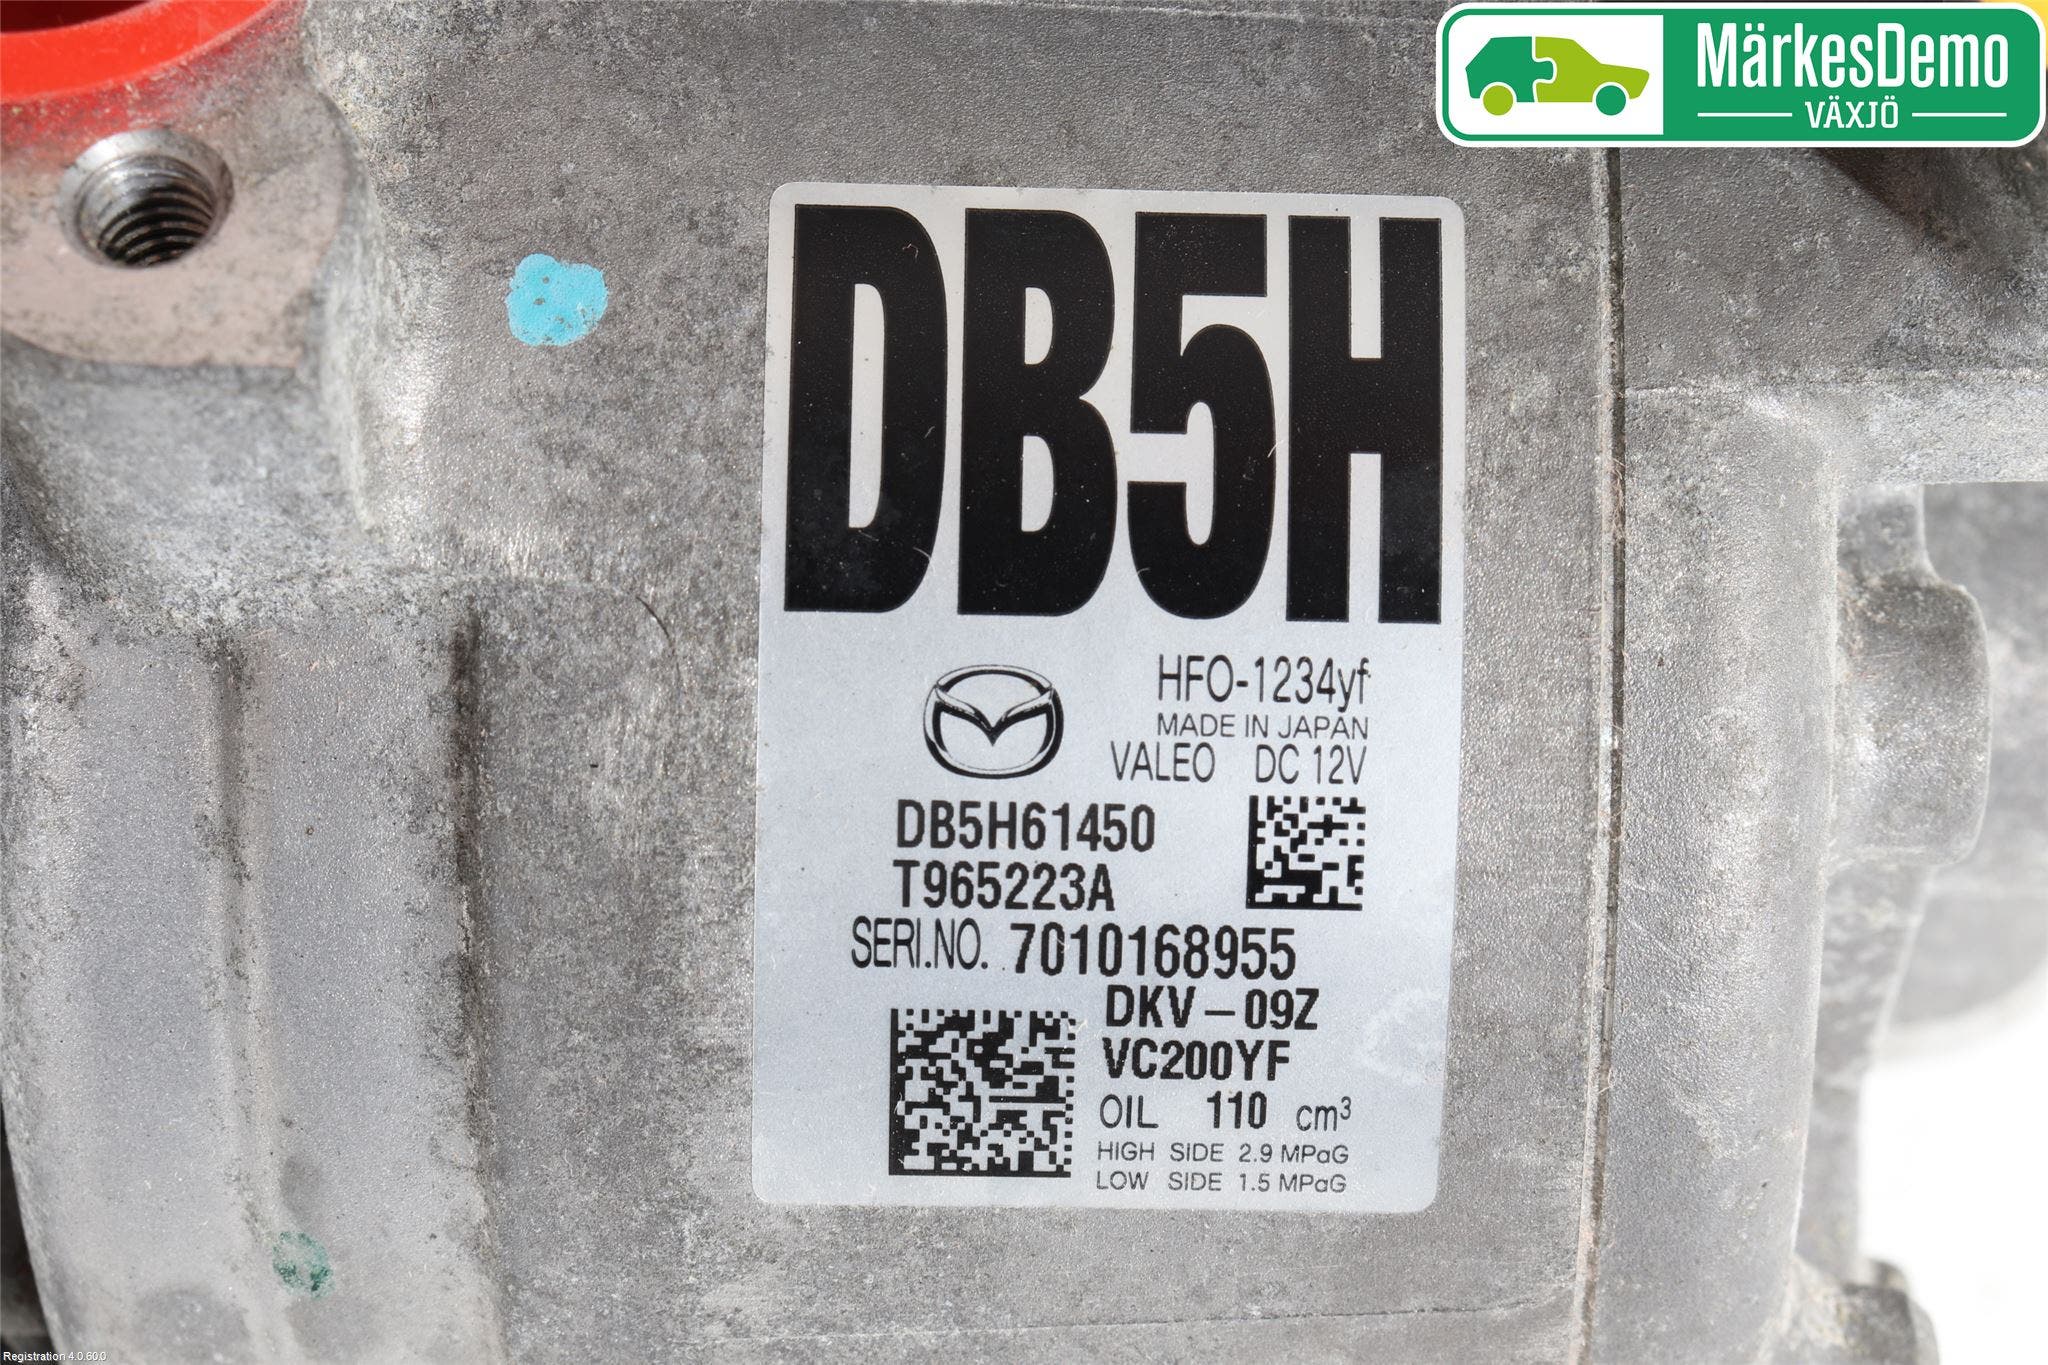 MärkesDemo
VÄXJÖ
DB5H
HFO-1234yf
MADE IN JAPAN
VALEO DC 12V
DB5H61450
T965223A
SERI.NO. 7010168955
DKV-09Z
VC200YF
OIL 110 cm³
HIGH SIDE 2.9 MPaG
LOW SIDE 1.5 MPaG
Registration 4.0.60.0